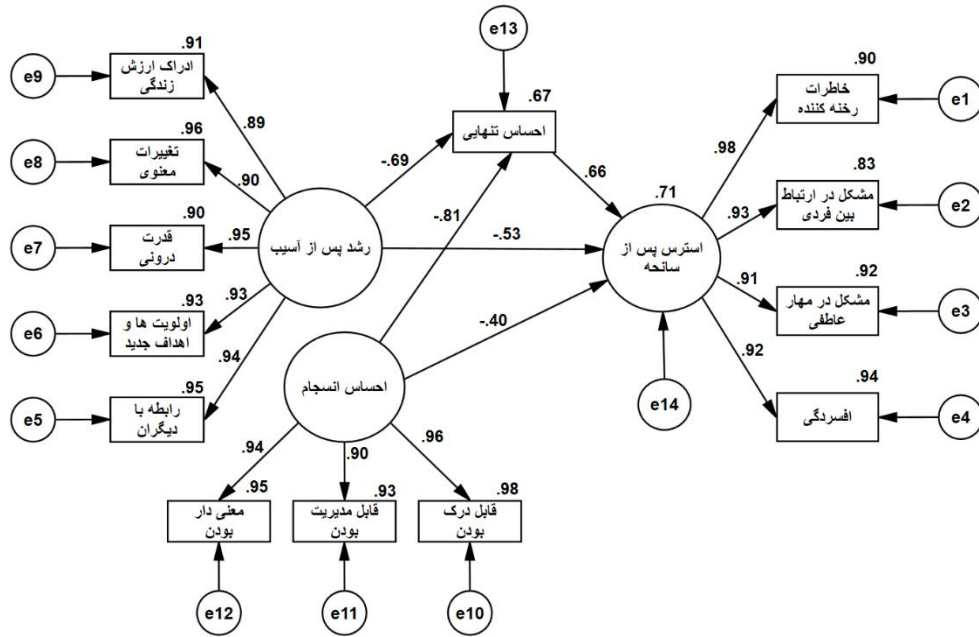 e13
.91
ادراک ارزش
زندگی
e9
.89
.67
احساس تنهایی
.90
خاطرات
رخنه کننده
e1
.96
تغییرات
معنوی
e8
.90
-.69
.66
.98
.83
مشکل در ارتباط
بین فردی
e2
.93
.71
استرس پس از
سانحه
-.81
-.53
رشد پس از آسیب
.90
.95
قدرت
درونی
e7
.92
.91
مشکل در مهار
عاطفی
e3
.93
.93
اولویت ها و
اهداف جدید
e6
-.40
.94
.92
افسردگی
e4
e14
احساس انسجام
.94
.95
رابطه با
دیگران
e5
.94
.90
.96
.95
معنی دار
بودن
.93
قابل مدیریت
بودن
.98
قابل درک
بودن
e12
e11
e10